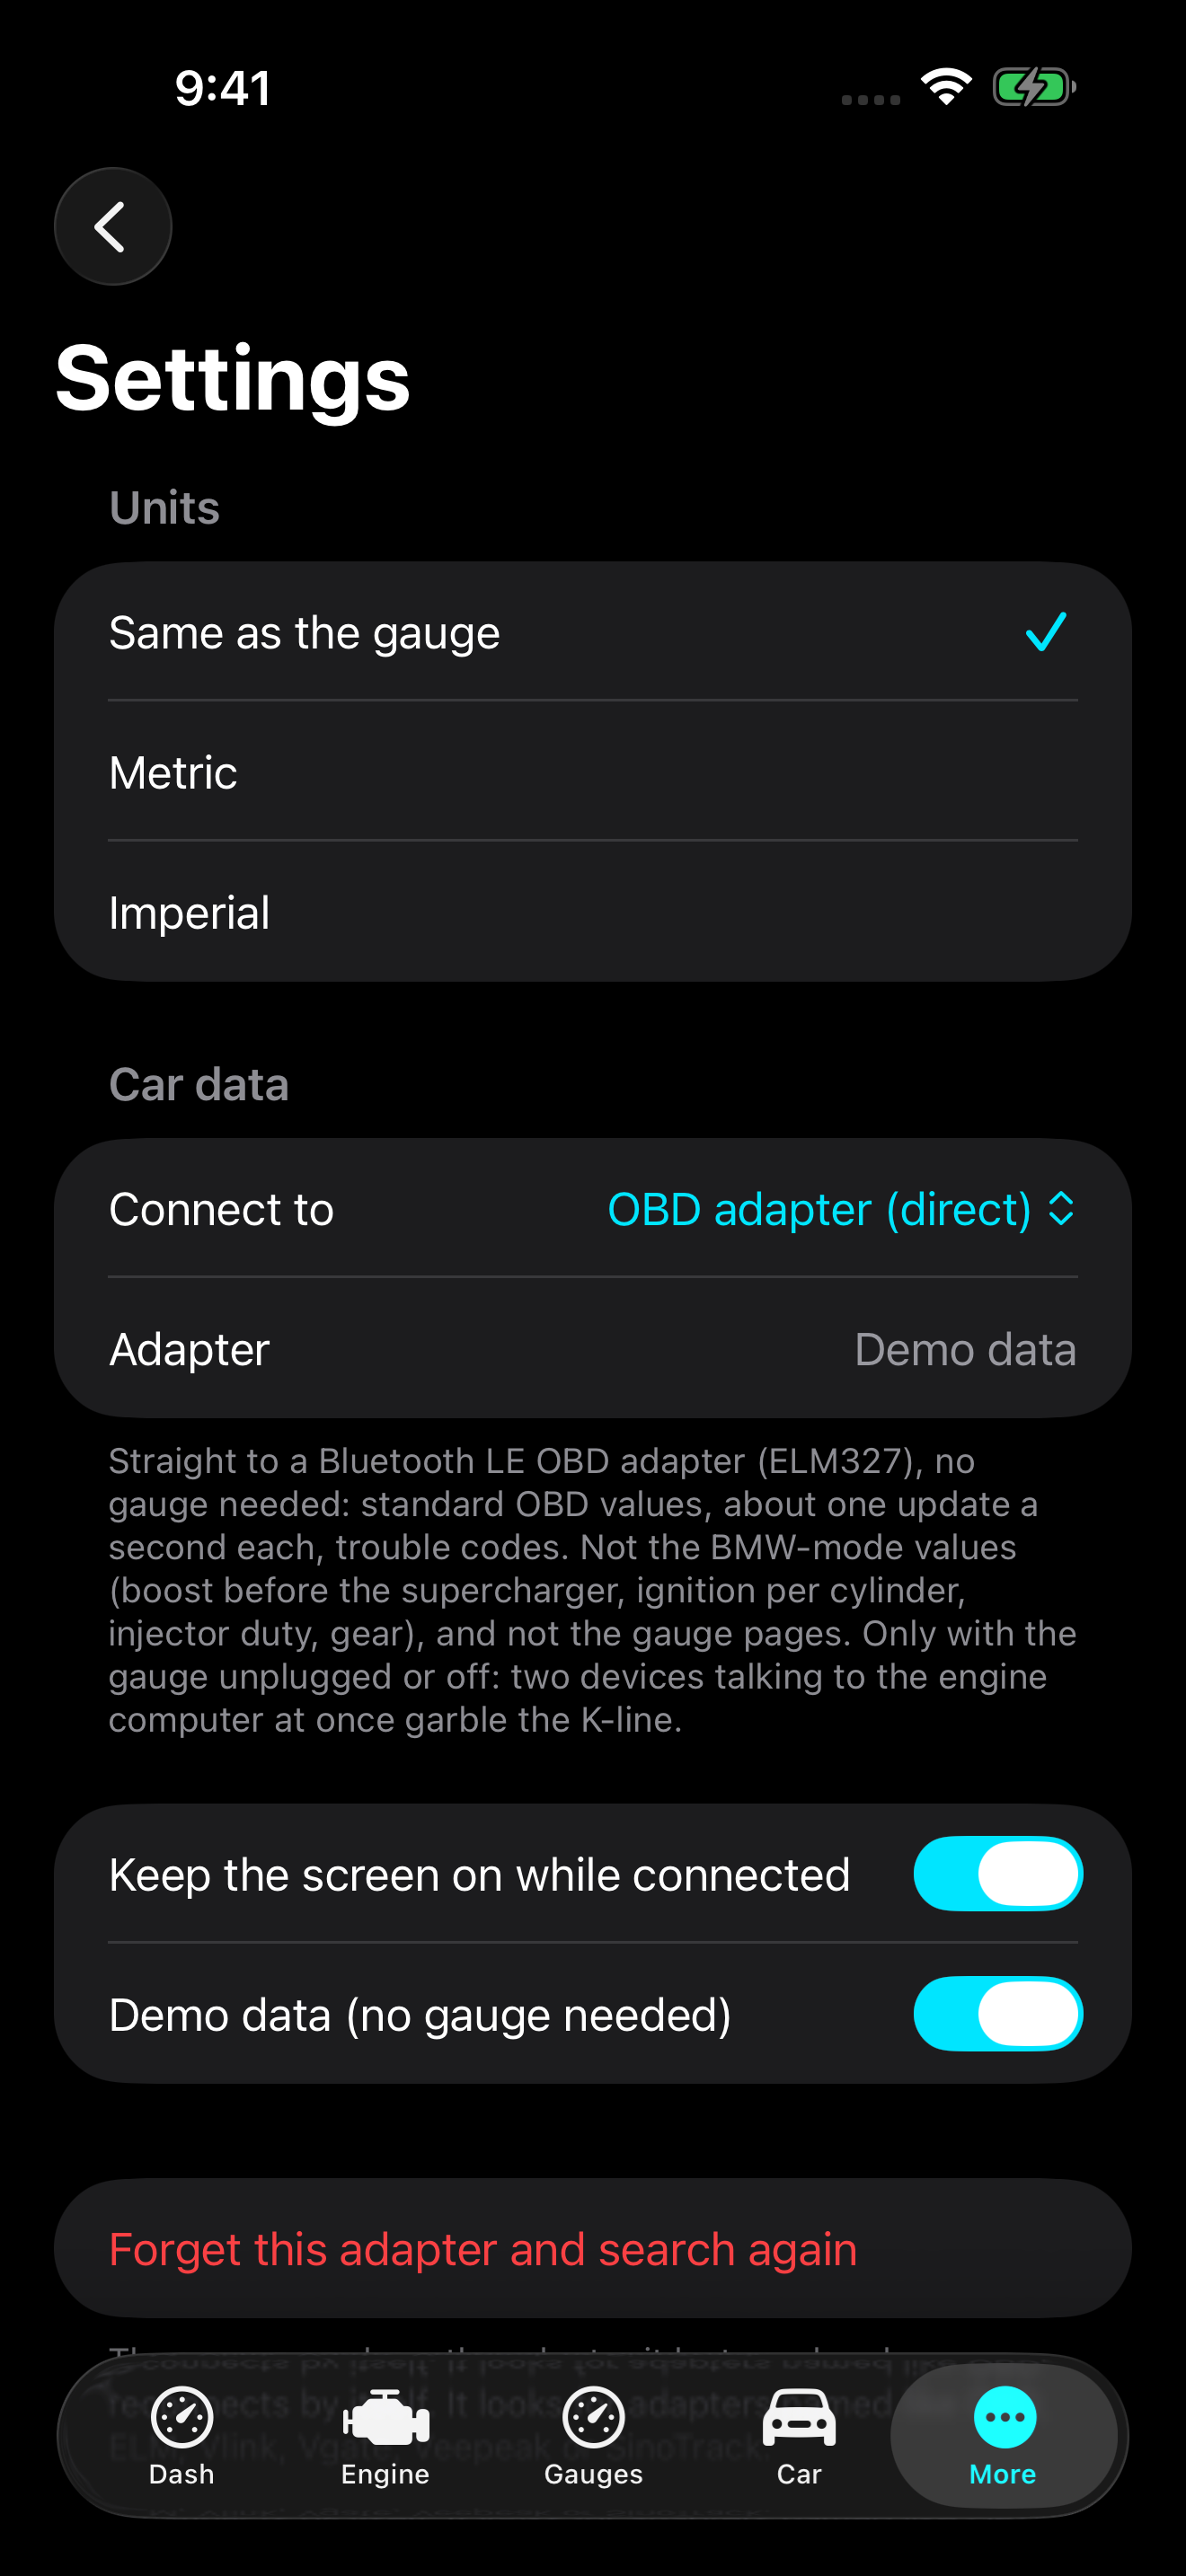 9:41
Settings
Units
Same as the gauge
Metric
Imperial
Car data
Connect to OBD adapter (direct)
Adapter Demo data
Straight to a Bluetooth LE OBD adapter (ELM327), no
gauge needed: standard OBD values, about one update a
second each, trouble codes. Not the BMW-mode values
(boost before the supercharger, ignition per cylinder,
injector duty, gear), and not the gauge pages. Only with the
gauge unplugged or off: two devices talking to the engine
computer at once garble the K-line.
Keep the screen on while connected
Demo data (no gauge needed)
Forget this adapter and search again
Dash Engine Gauges Car More